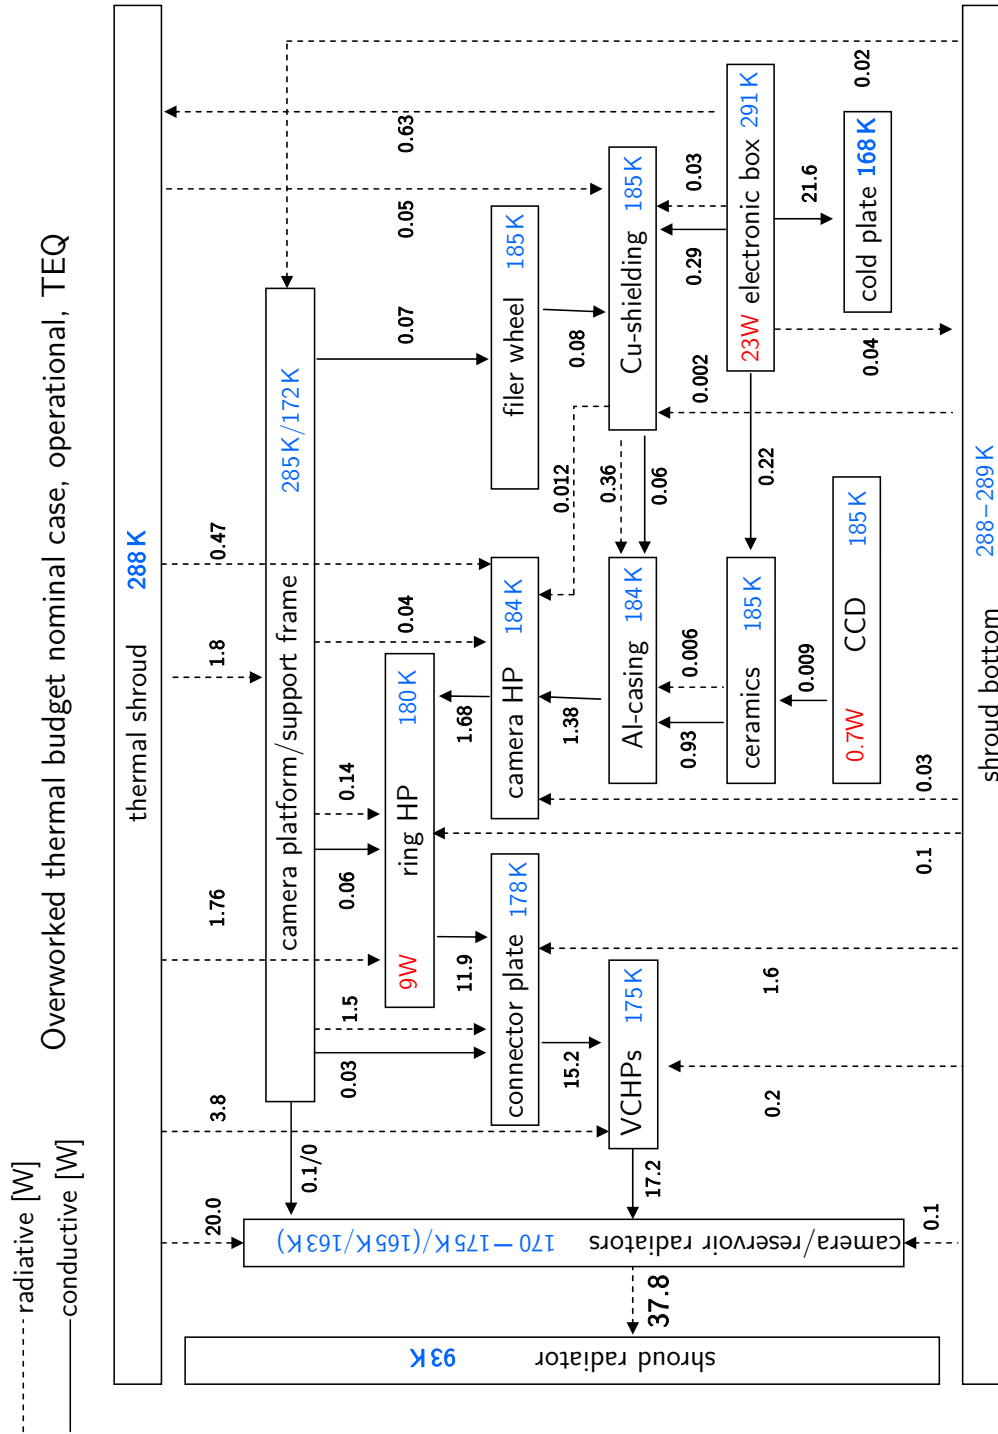 Overworked thermal budget nominal case, operational, TEQ
radiative [W]
conductive [W]
thermal shroud 288 K
20.0
3.8
1.76
1.8
0.47
0.05
0.63
camera platform/support frame 285K/172K
0.1/0
0.03
1.5
0.06
0.14
0.04
0.07
9W ring HP 180 K
11.9
1.68
connector plate 178K
camera HP 184 K
filer wheel 185 K
15.2
1.38
0.012
0.08
VCHPs 175 K
Al-casing 184 K
Cu-shielding 185 K
17.2
0.93
0.006
0.36
0.06
0.002
0.29
0.03
ceramics 185 K
23W electronic box 291 K
0.22
0.009
0.04
21.6
0.02
0.7W CCD 185 K
cold plate 168 K
camera/reservoir radiators 170−175K/(165K/163K)
37.8
shroud radiator 93 K
0.1
0.2
1.6
0.1
0.03
shroud bottom 288−289K